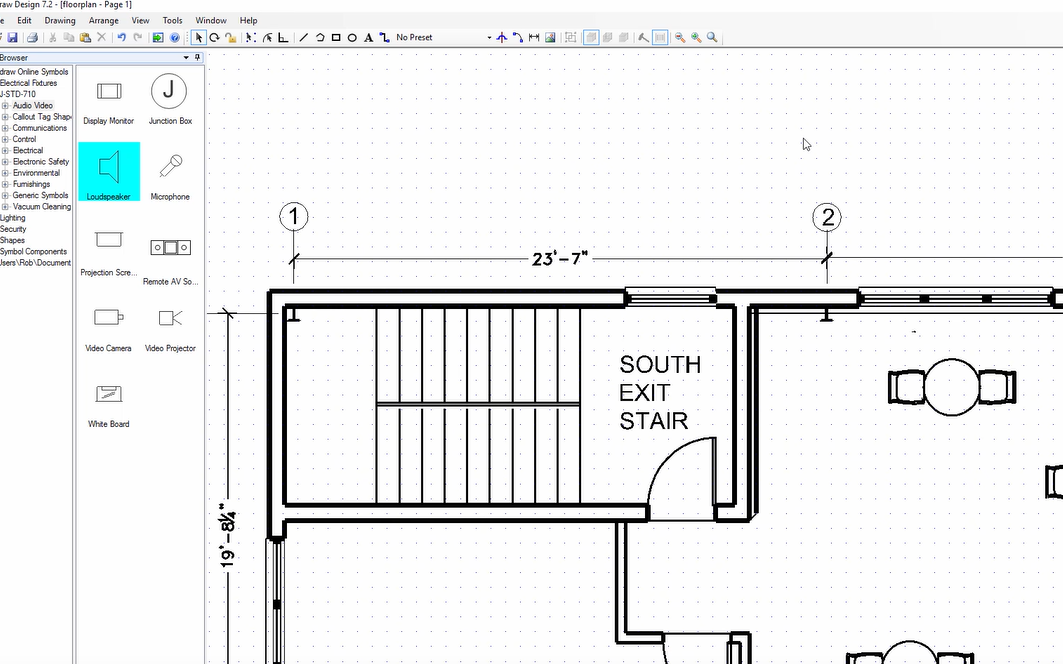 raw Design 7.2 - [floorplan - Page 1]
e Edit Drawing Arrange View Tools Window Help
No Preset
Browser
draw Online Symbols
Electrical Fixtures
J-STD-710
Audio Video
Callout Tag Shap
Communications
Control
Electrical
Electronic Safety
Environmental
Furnishings
Generic Symbols
Vacuum Cleaning
Lighting
Security
Shapes
Symbol Components
Jsers\Rob\Document
Display Monitor
J
Junction Box
Loudspeaker
Microphone
Projection Scre...
Remote AV So...
Video Camera
Video Projector
White Board
1
2
23'-7"
19'-8¼"
SOUTH
EXIT
STAIR